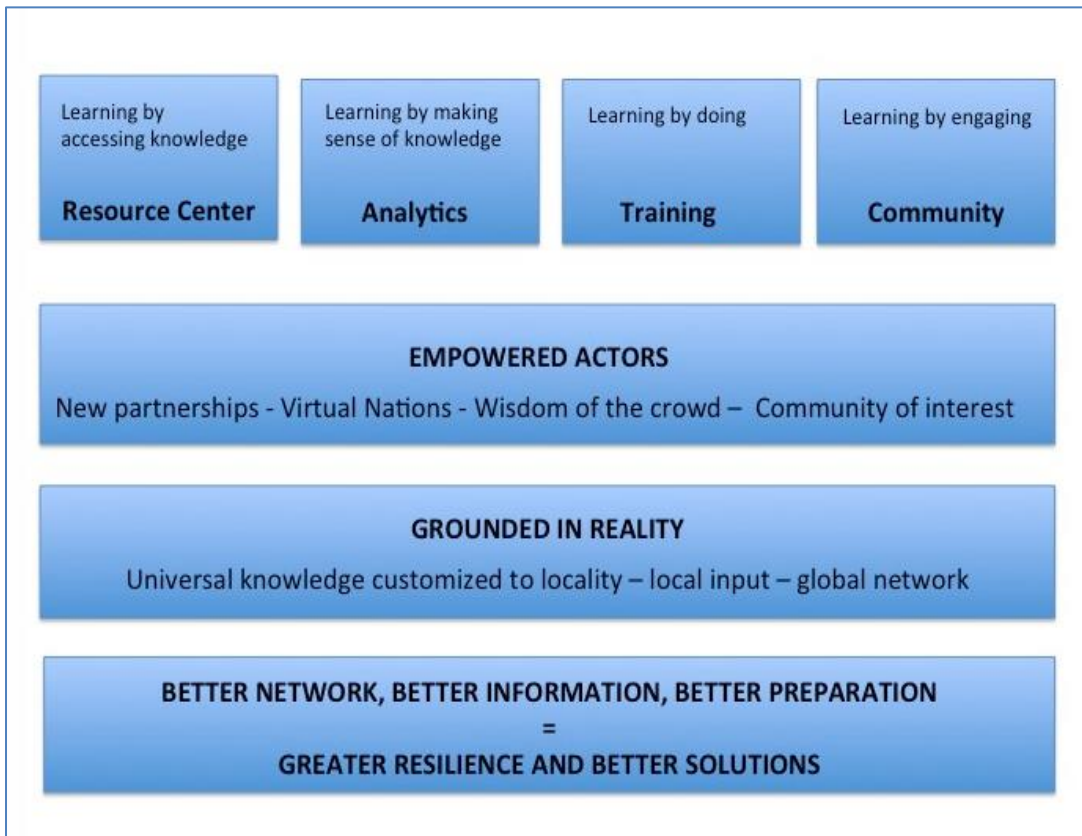 Learning by
accessing knowledge
Resource Center
Learning by making
sense of knowledge
Analytics
Learning by doing
Training
Learning by engaging
Community
EMPOWERED ACTORS
New partnerships - Virtual Nations - Wisdom of the crowd – Community of interest
GROUNDED IN REALITY
Universal knowledge customized to locality – local input – global network
BETTER NETWORK, BETTER INFORMATION, BETTER PREPARATION
=
GREATER RESILIENCE AND BETTER SOLUTIONS